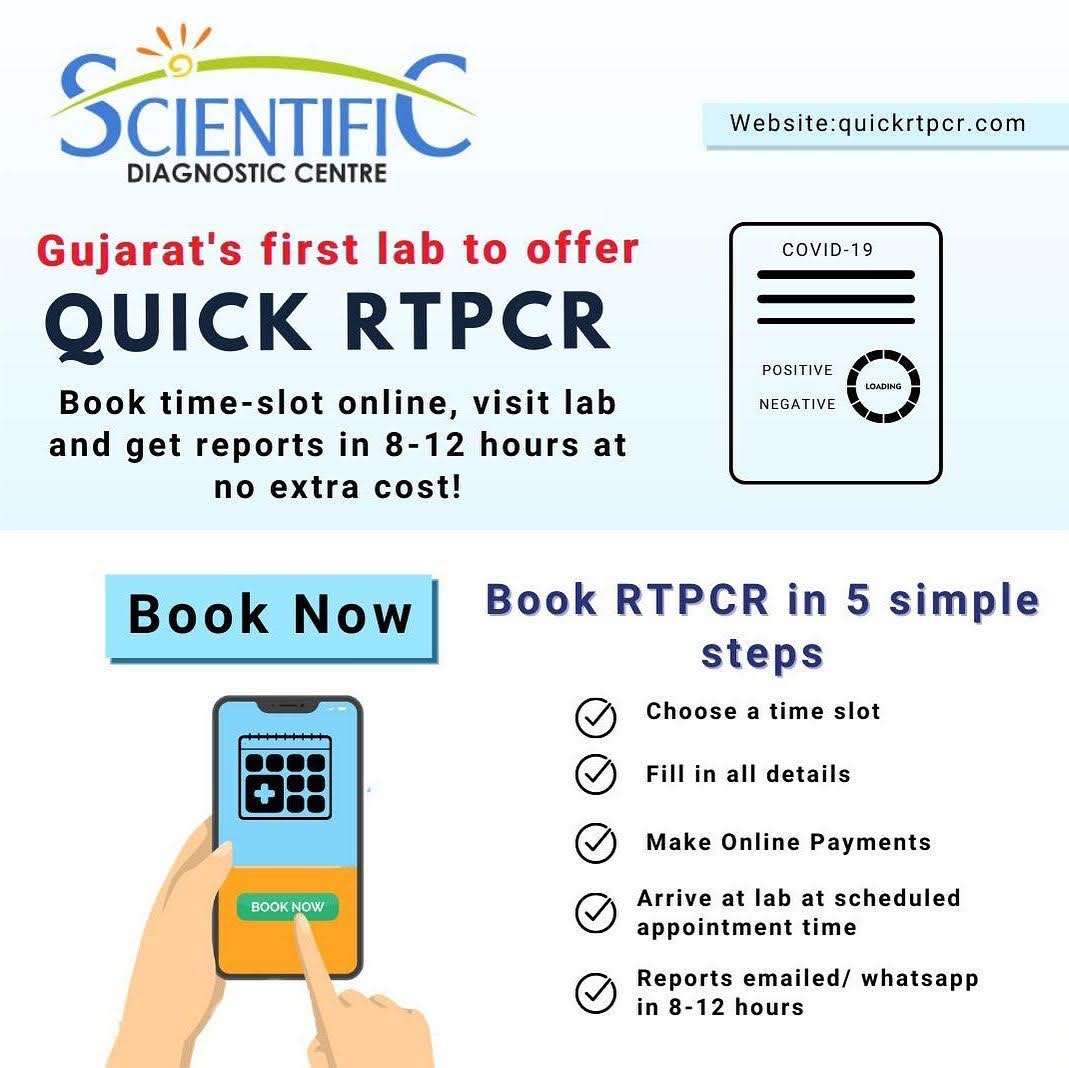 SCIENTIFIC
DIAGNOSTIC CENTRE
Website:quickrtpcr.com
Gujarat's first lab to offer
QUICK RTPCR
Book time-slot online, visit lab
and get reports in 8-12 hours at
no extra cost!
COVID-19
POSITIVE
NEGATIVE
LOADING
Book Now
BOOK NOW
Book RTPCR in 5 simple
steps
Choose a time slot
Fill in all details
Make Online Payments
Arrive at lab at scheduled
appointment time
Reports emailed/ whatsapp
in 8-12 hours